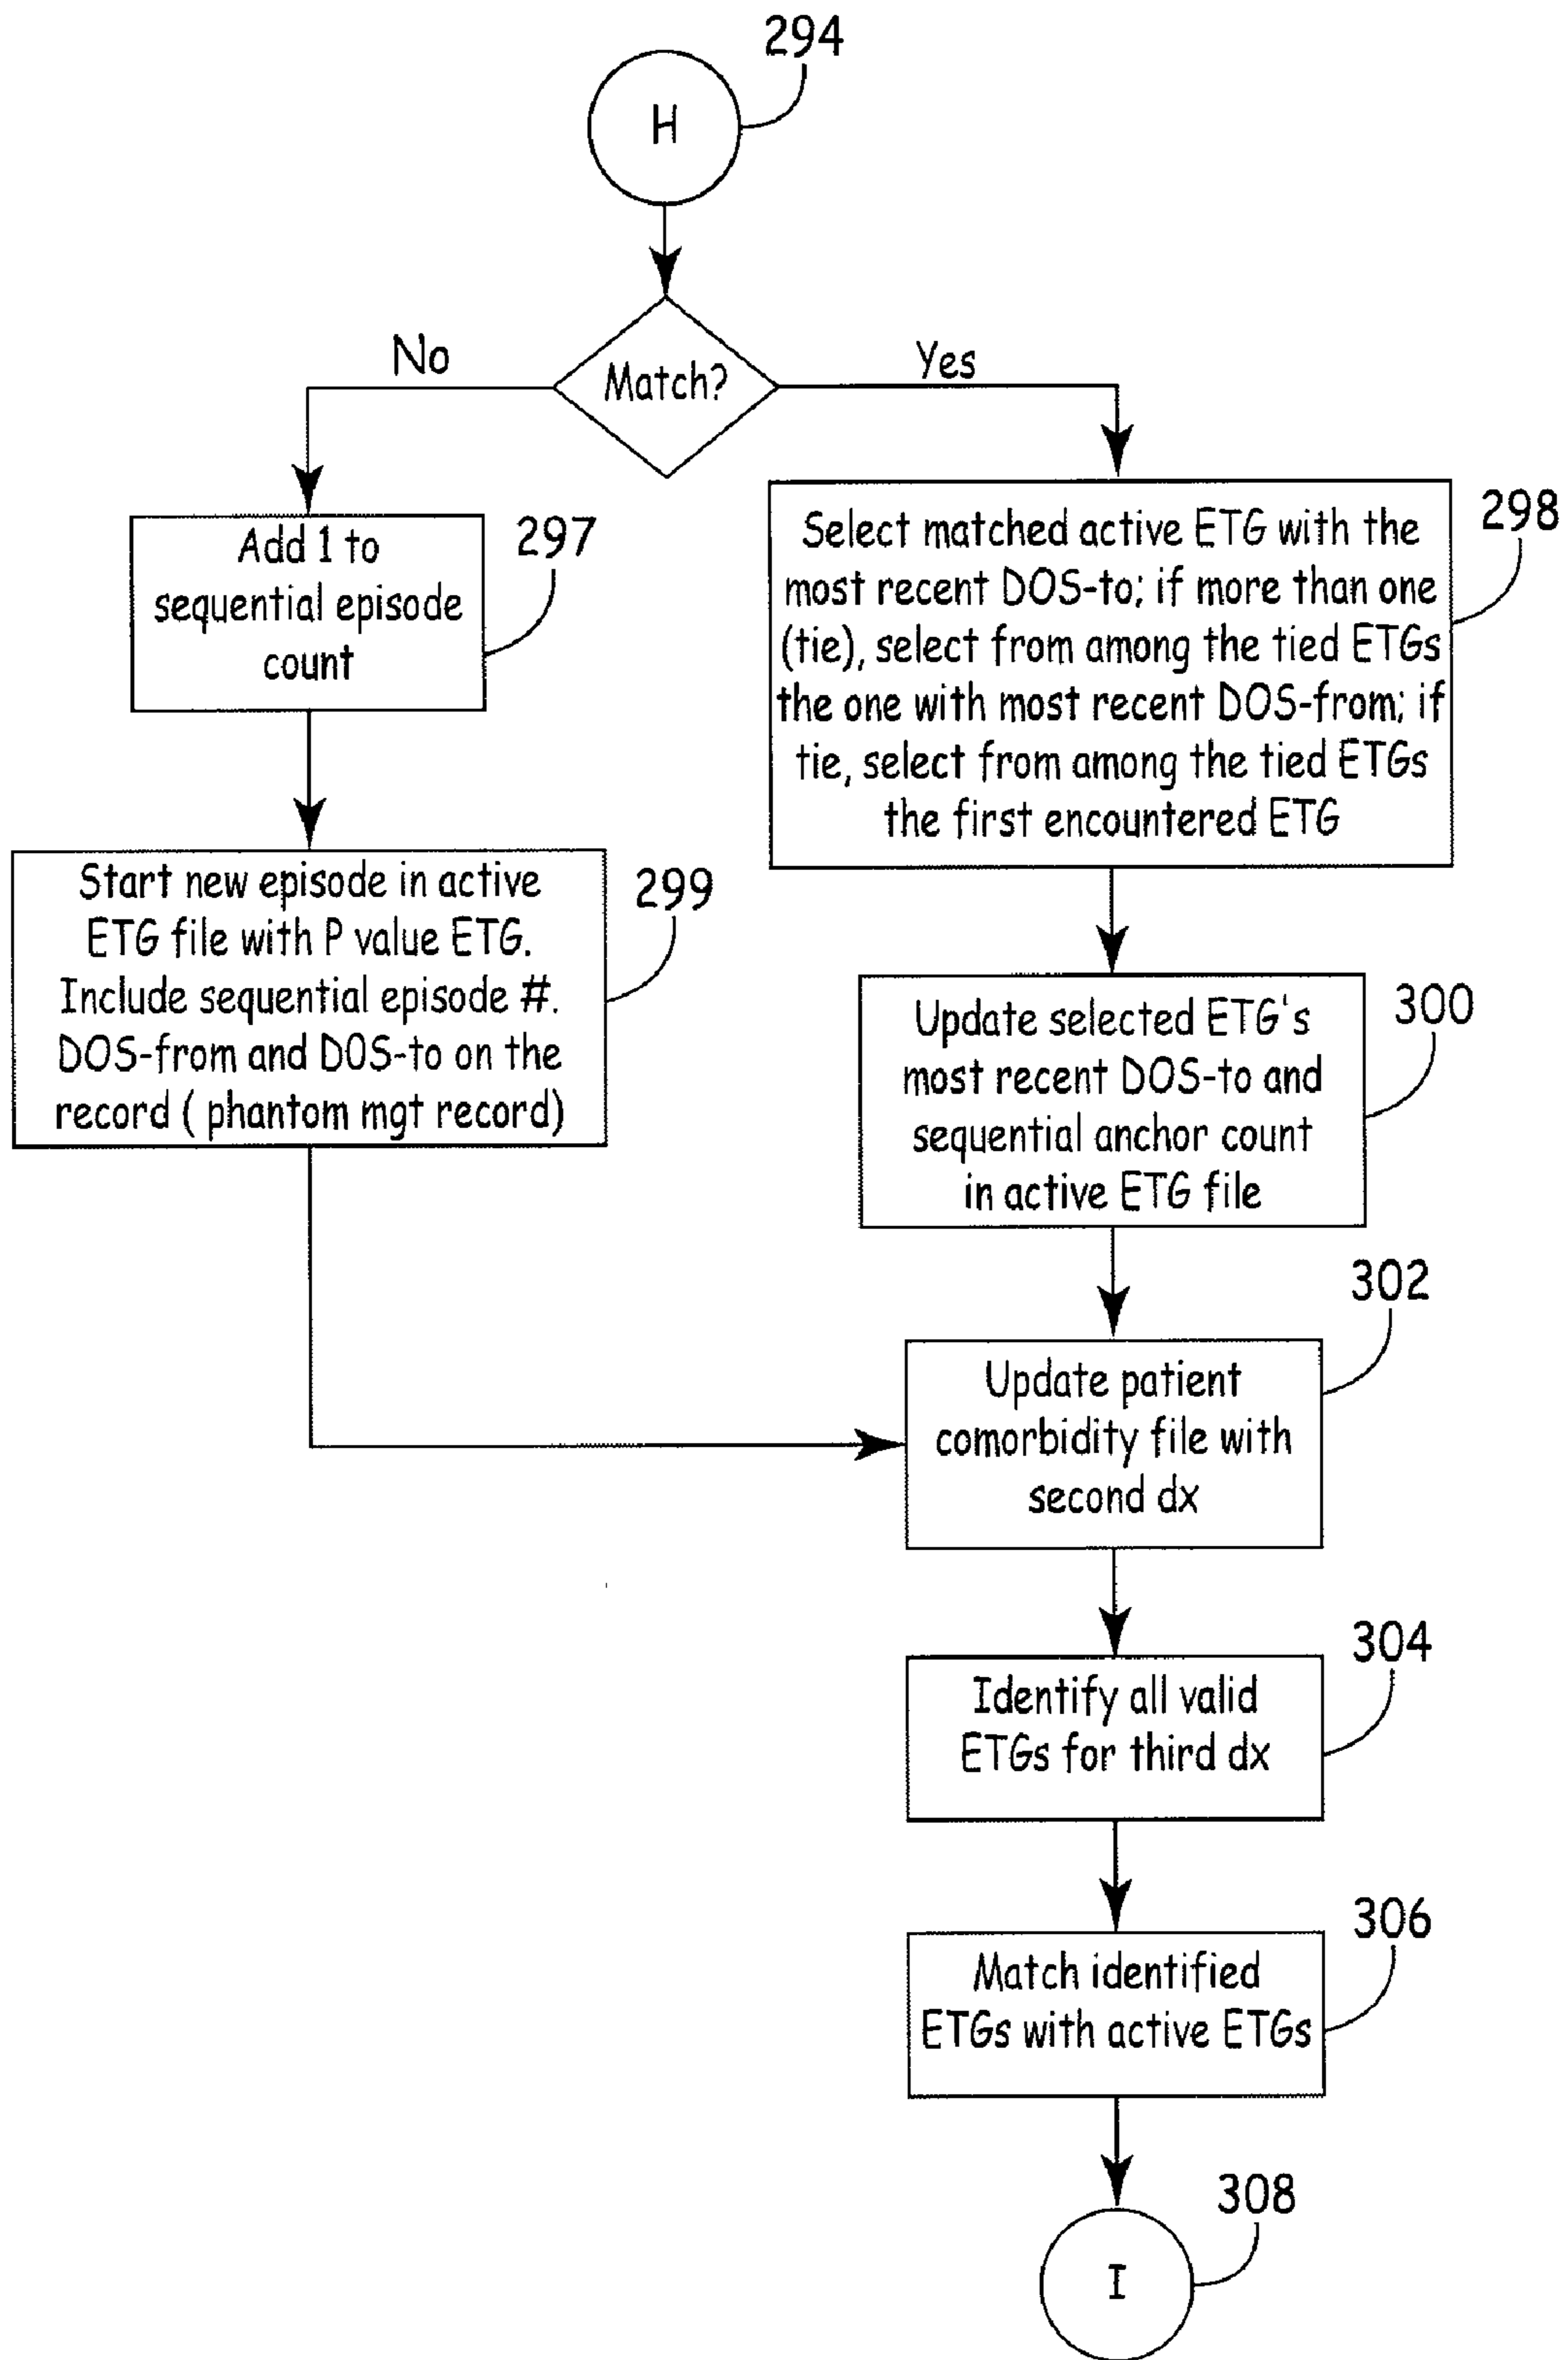 294
H
Match?
No
Yes
Add 1 to
sequential episode
count
297
Select matched active ETG with the
most recent DOS-to; if more than one
(tie), select from among the tied ETGs
the one with most recent DOS-from; if
tie, select from among the tied ETGs
the first encountered ETG
298
Start new episode in active
ETG file with P value ETG.
Include sequential episode #.
DOS-from and DOS-to on the
record ( phantom mgt record)
299
Update selected ETG's
most recent DOS-to and
sequential anchor count
in active ETG file
300
Update patient
comorbidity file with
second dx
302
Identify all valid
ETGs for third dx
304
Match identified
ETGs with active ETGs
306
I
308